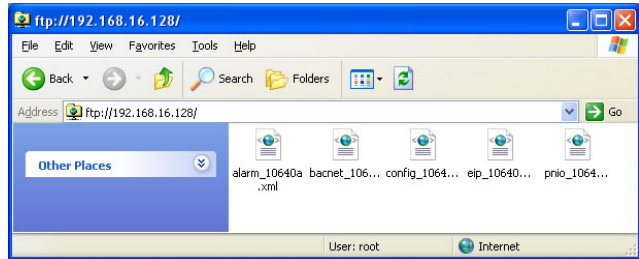 ftp://192.168.16.128/
File Edit View Favorites Tools Help
Back Search Folders
Address ftp://192.168.16.128/ Go
Other Places
alarm_10640a bacnet_106... config_1064... eip_10640... pnio_1064...
.xml
User: root Internet